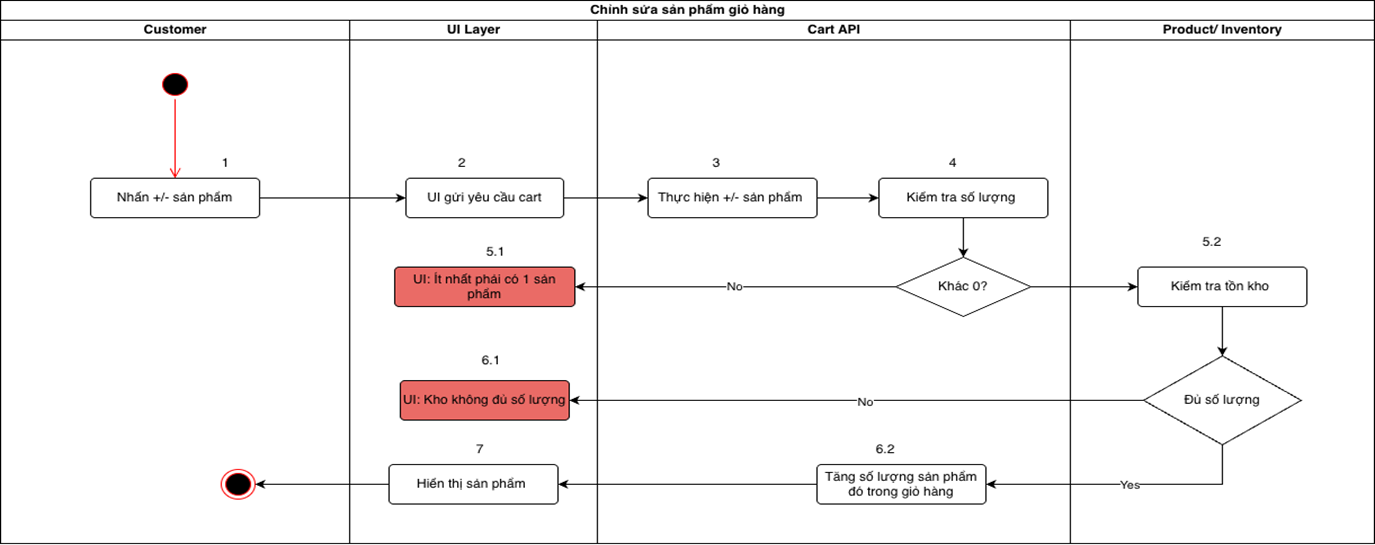 Chỉnh sửa sản phẩm giỏ hàng
Customer
UI Layer
Cart API
Product/ Inventory
1
2
3
4
Nhấn +/- sản phẩm
UI gửi yêu cầu cart
Thực hiện +/- sản phẩm
Kiểm tra số lượng
5.1
5.2
UI: Ít nhất phải có 1 sản
phẩm
No
Khác 0?
Kiểm tra tồn kho
6.1
UI: Kho không đủ số lượng
No
Đủ số lượng
7
6.2
Hiển thị sản phẩm
Tăng số lượng sản phẩm
đó trong giỏ hàng
Yes